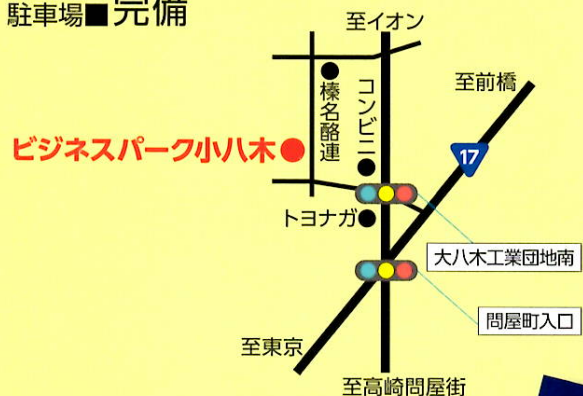 駐車場■完備
至イオン
至前橋
コンビニ
榛名酪連
ビジネスパーク小八木
17
トヨナガ
大八木工業団地南
問屋町入口
至東京
至高崎問屋街